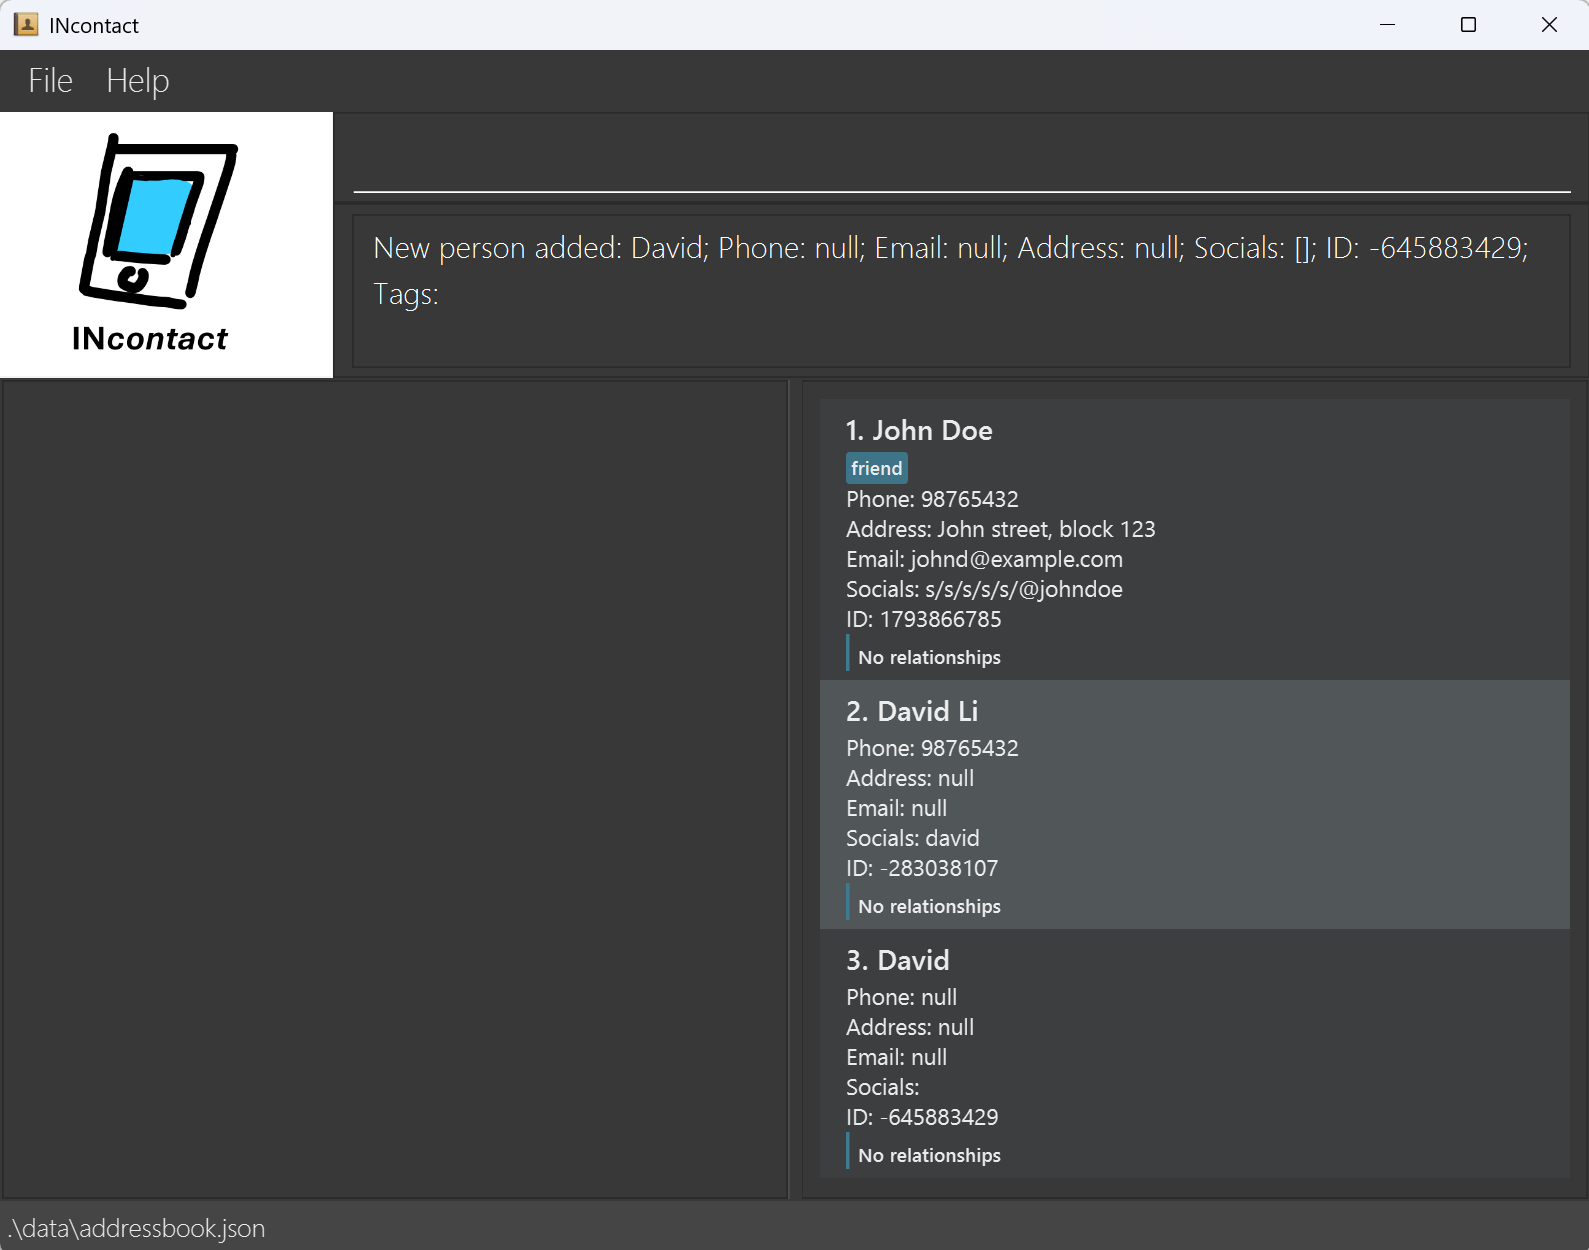 INcontact
File Help
INcontact
New person added: David; Phone: null; Email: null; Address: null; Socials: []; ID: -645883429;
Tags:
1. John Doe
friend
Phone: 98765432
Address: John street, block 123
Email: johnd@example.com
Socials: s/s/s/s/s/@johndoe
ID: 1793866785
No relationships
2. David Li
Phone: 98765432
Address: null
Email: null
Socials: david
ID: -283038107
No relationships
3. David
Phone: null
Address: null
Email: null
Socials:
ID: -645883429
No relationships
.\data\addressbook.json